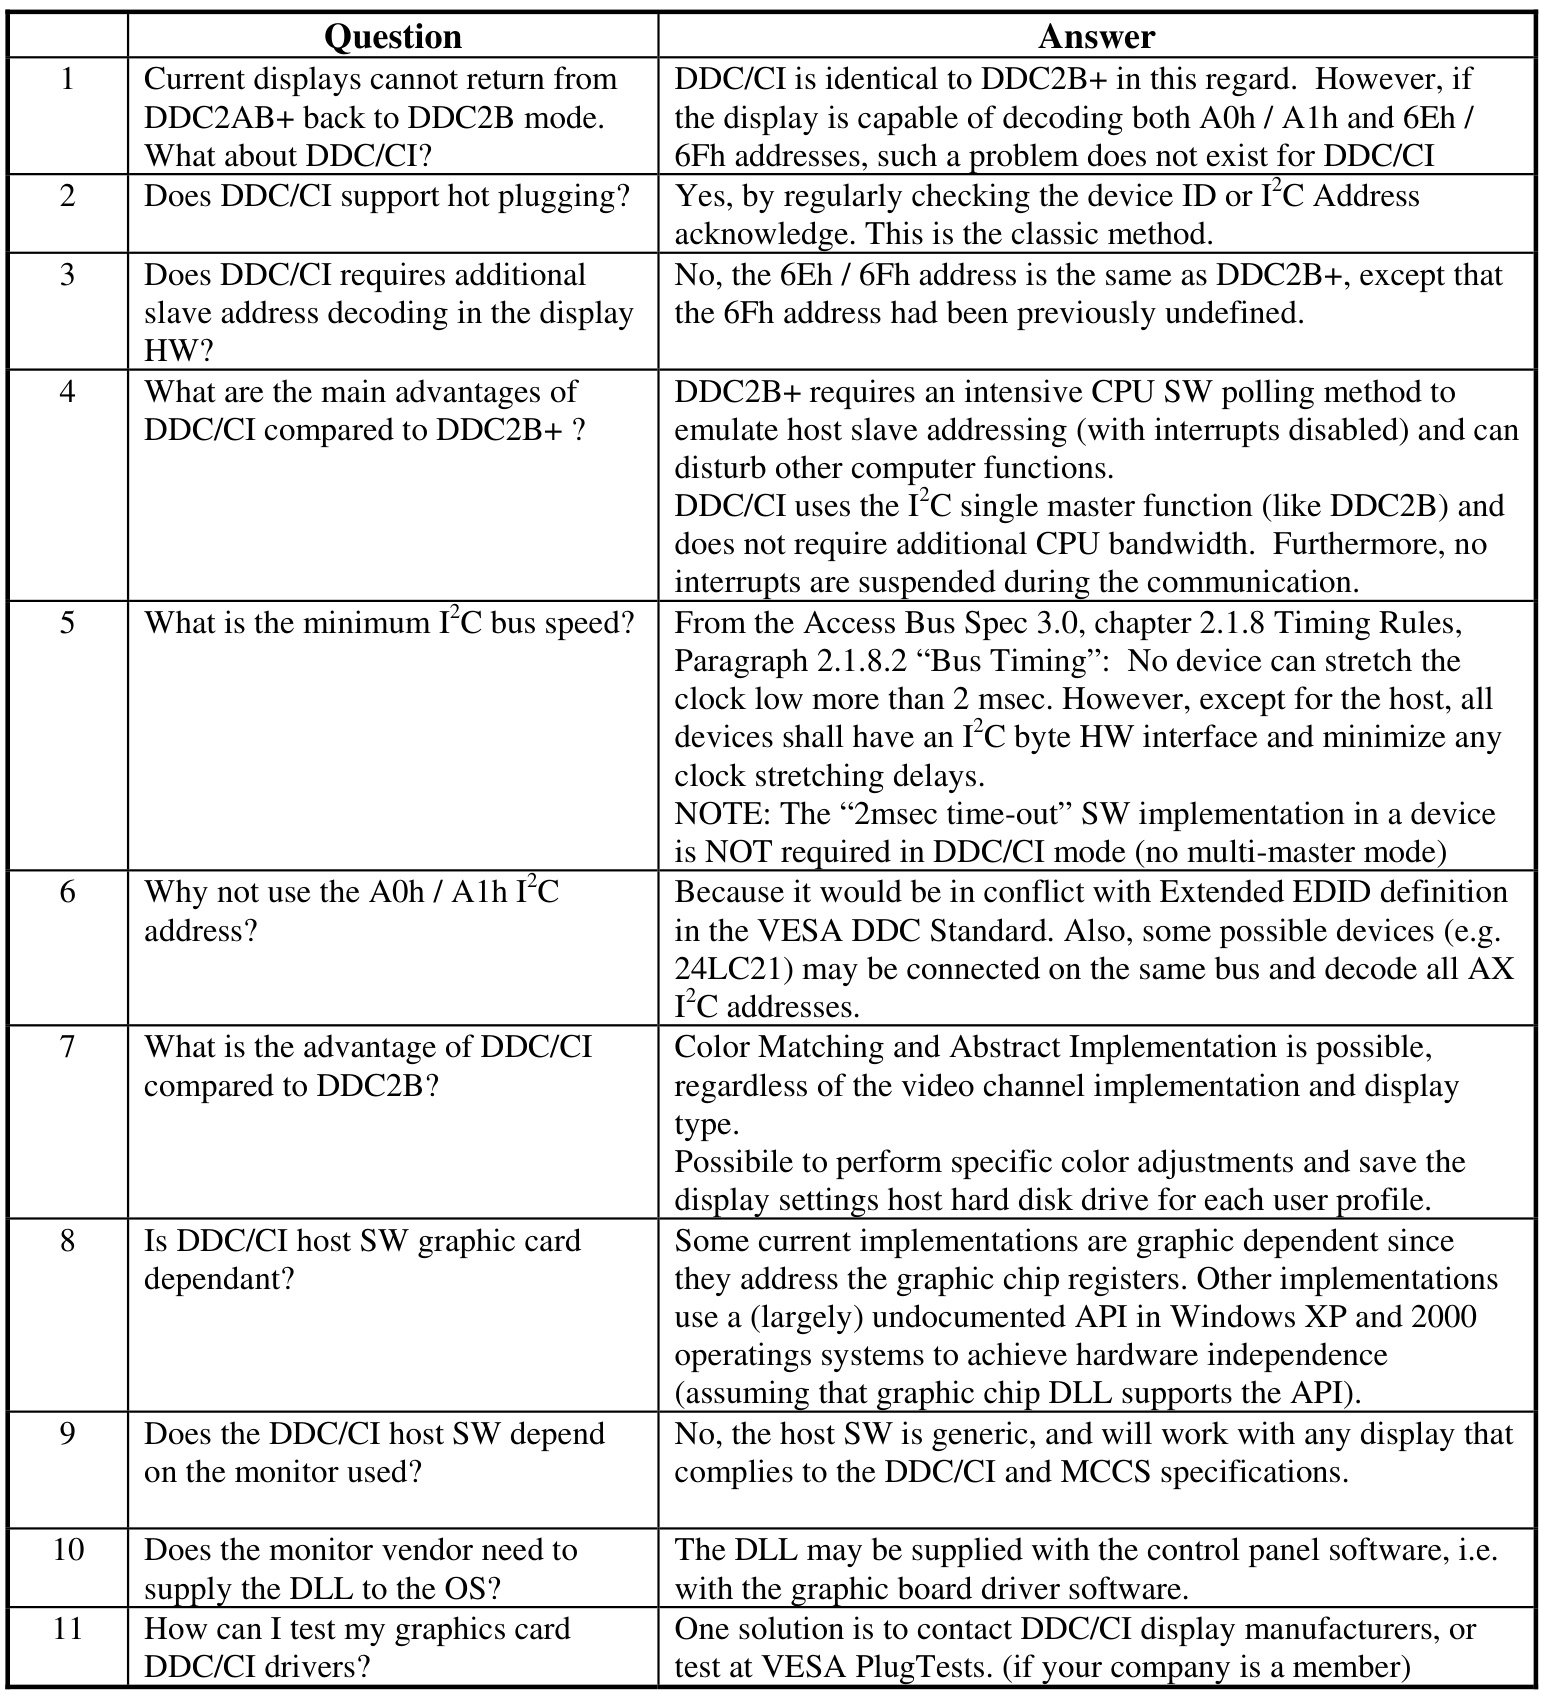 Question Answer
1 Current displays cannot return from DDC/CI is identical to DDC2B+ in this regard.  However, if
DDC2AB+ back to DDC2B mode. the display is capable of decoding both A0h / A1h and 6Eh /
What about DDC/CI? 6Fh addresses, such a problem does not exist for DDC/CI
2 Does DDC/CI support hot plugging? Yes, by regularly checking the device ID or I²C Address
acknowledge. This is the classic method.
3 Does DDC/CI requires additional No, the 6Eh / 6Fh address is the same as DDC2B+, except that
slave address decoding in the display the 6Fh address had been previously undefined.
HW?
4 What are the main advantages of DDC2B+ requires an intensive CPU SW polling method to
DDC/CI compared to DDC2B+ ? emulate host slave addressing (with interrupts disabled) and can
disturb other computer functions.
DDC/CI uses the I²C single master function (like DDC2B) and
does not require additional CPU bandwidth.  Furthermore, no
interrupts are suspended during the communication.
5 What is the minimum I²C bus speed? From the Access Bus Spec 3.0, chapter 2.1.8 Timing Rules,
Paragraph 2.1.8.2 “Bus Timing”:  No device can stretch the
clock low more than 2 msec. However, except for the host, all
devices shall have an I²C byte HW interface and minimize any
clock stretching delays.
NOTE: The “2msec time-out” SW implementation in a device
is NOT required in DDC/CI mode (no multi-master mode)
6 Why not use the A0h / A1h I²C Because it would be in conflict with Extended EDID definition
address? in the VESA DDC Standard. Also, some possible devices (e.g.
24LC21) may be connected on the same bus and decode all AX
I²C addresses.
7 What is the advantage of DDC/CI Color Matching and Abstract Implementation is possible,
compared to DDC2B? regardless of the video channel implementation and display
type.
Possibile to perform specific color adjustments and save the
display settings host hard disk drive for each user profile.
8 Is DDC/CI host SW graphic card Some current implementations are graphic dependent since
dependant? they address the graphic chip registers. Other implementations
use a (largely) undocumented API in Windows XP and 2000
operatings systems to achieve hardware independence
(assuming that graphic chip DLL supports the API).
9 Does the DDC/CI host SW depend No, the host SW is generic, and will work with any display that
on the monitor used? complies to the DDC/CI and MCCS specifications.
10 Does the monitor vendor need to The DLL may be supplied with the control panel software, i.e.
supply the DLL to the OS? with the graphic board driver software.
11 How can I test my graphics card One solution is to contact DDC/CI display manufacturers, or
DDC/CI drivers? test at VESA PlugTests. (if your company is a member)